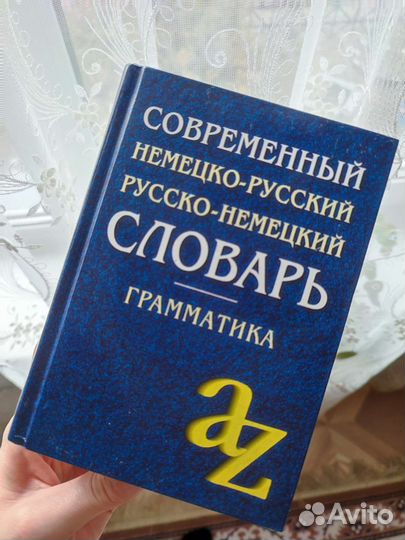 СОВРЕМЕННЫЙ
НЕМЕЦКО-РУССКИЙ
РУССКО-НЕМЕЦКИЙ
СЛОВАРЬ
ГРАММАТИКА
az
Avito